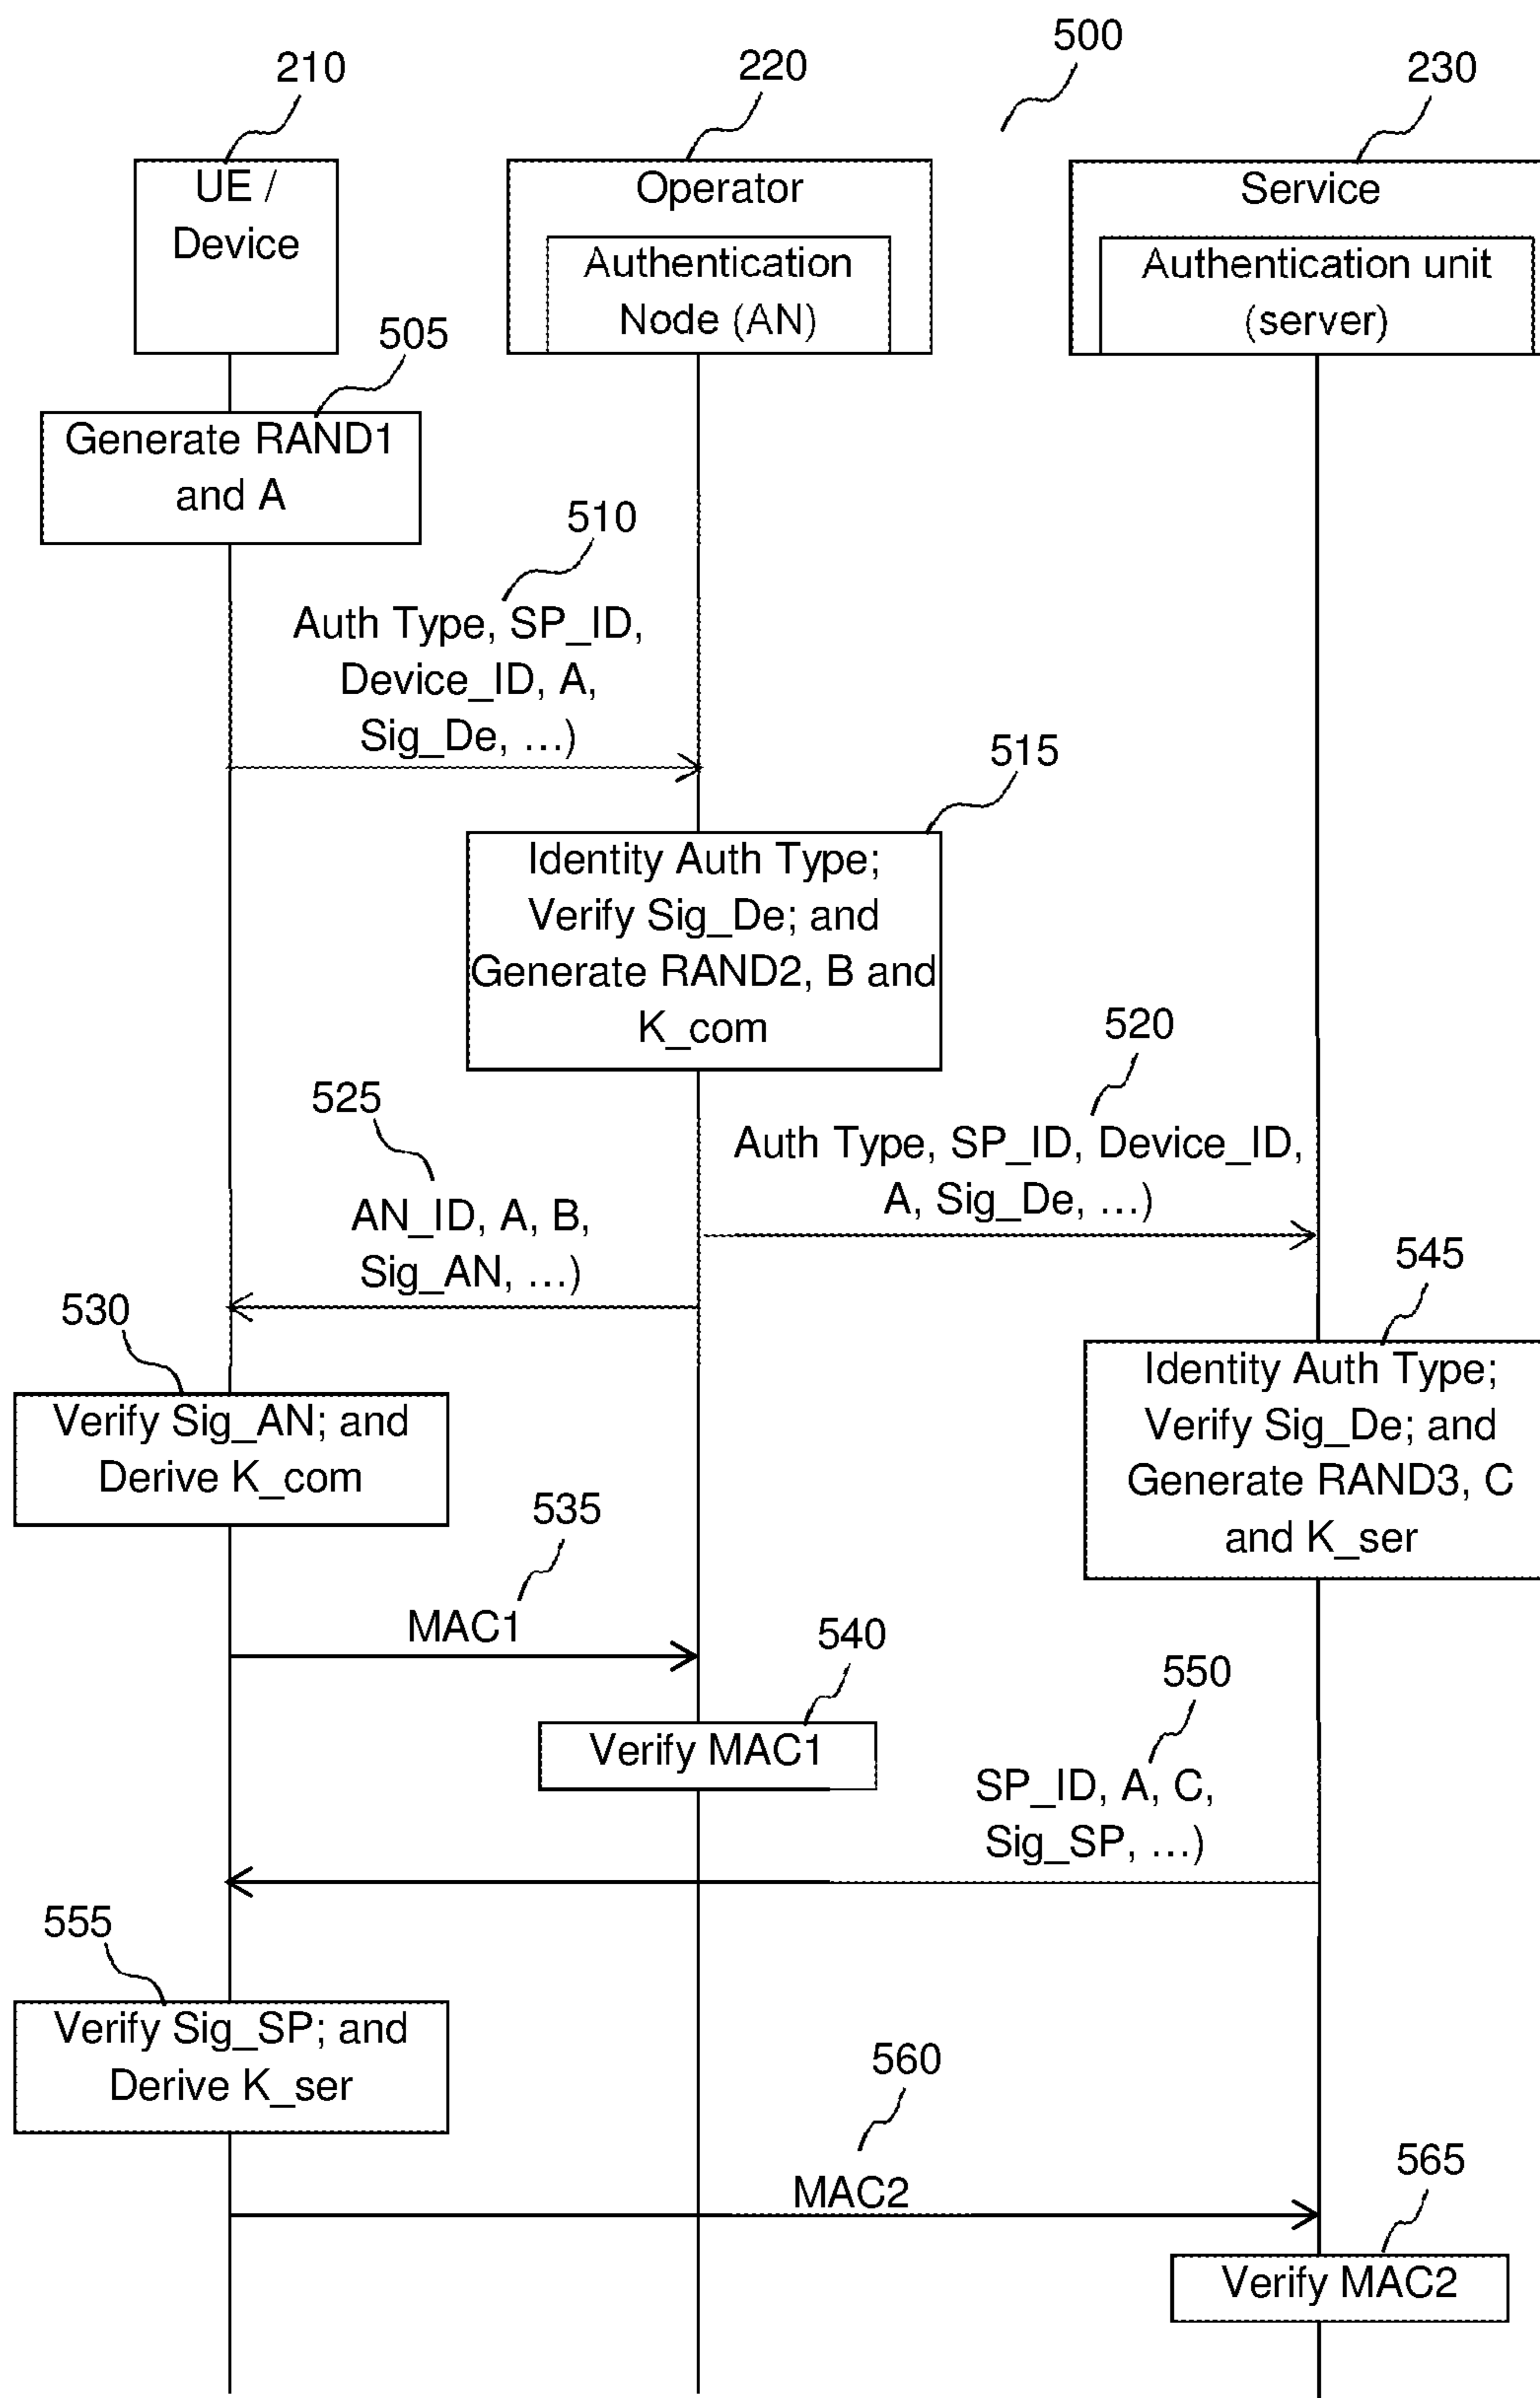 500
210
220
230
UE /
Device
Operator
Authentication
Node (AN)
Service
Authentication unit
(server)
505
Generate RAND1
and A
510
Auth Type, SP_ID,
Device_ID, A,
Sig_De, ...)
515
Identity Auth Type;
Verify Sig_De; and
Generate RAND2, B and
K_com
520
Auth Type, SP_ID, Device_ID,
A, Sig_De, ...)
525
AN_ID, A, B,
Sig_AN, ...)
530
Verify Sig_AN; and
Derive K_com
545
Identity Auth Type;
Verify Sig_De; and
Generate RAND3, C
and K_ser
535
MAC1
540
Verify MAC1
550
SP_ID, A, C,
Sig_SP, ...)
555
Verify Sig_SP; and
Derive K_ser
560
MAC2
565
Verify MAC2